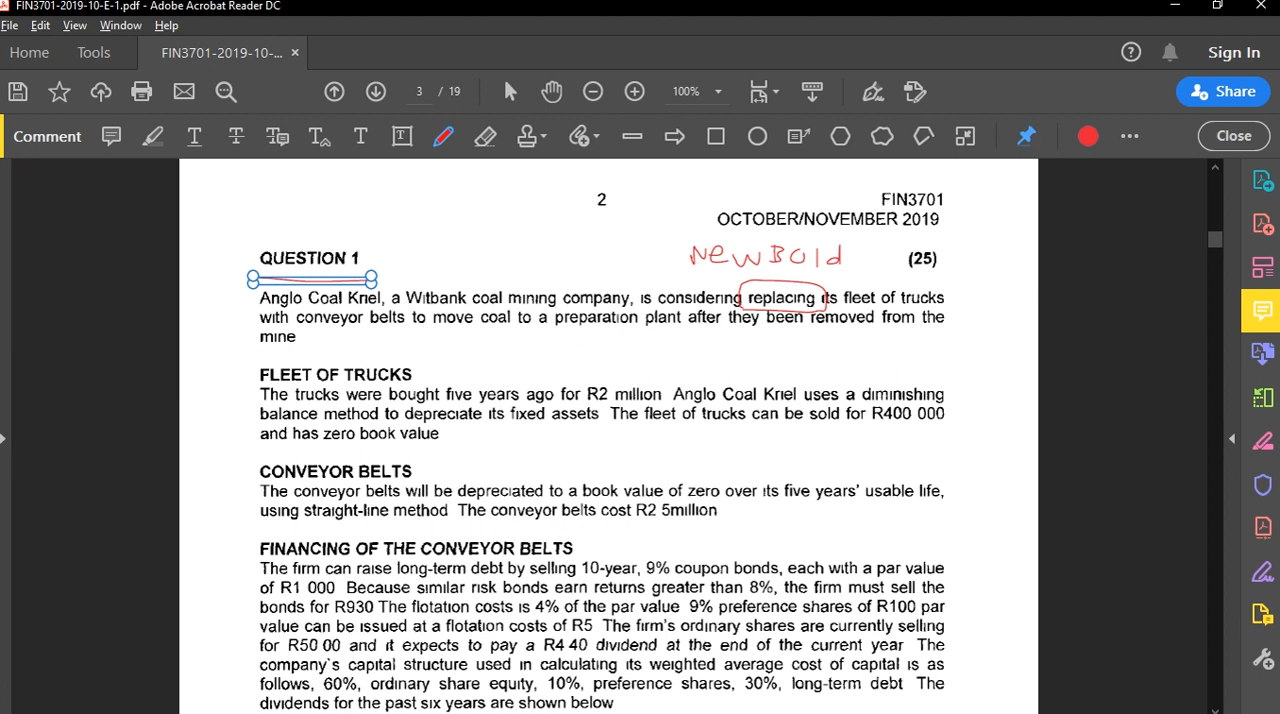 FIN3701-2019-10-E-1.pdf - Adobe Acrobat Reader DC
File Edit View Window Help
Home Tools FIN3701-2019-10-... × Sign In
3 / 19 100% Share
Comment Close
2 FIN3701
OCTOBER/NOVEMBER 2019
QUESTION 1 New B Old (25)
Anglo Coal Kriel, a Witbank coal mining company, is considering replacing its fleet of trucks
with conveyor belts to move coal to a preparation plant after they been removed from the
mine
FLEET OF TRUCKS
The trucks were bought five years ago for R2 million Anglo Coal Kriel uses a diminishing
balance method to depreciate its fixed assets The fleet of trucks can be sold for R400 000
and has zero book value
CONVEYOR BELTS
The conveyor belts will be depreciated to a book value of zero over its five years' usable life,
using straight-line method The conveyor belts cost R2 5million
FINANCING OF THE CONVEYOR BELTS
The firm can raise long-term debt by selling 10-year, 9% coupon bonds, each with a par value
of R1 000 Because similar risk bonds earn returns greater than 8%, the firm must sell the
bonds for R930 The flotation costs is 4% of the par value 9% preference shares of R100 par
value can be issued at a flotation costs of R5 The firm's ordinary shares are currently selling
for R50 00 and it expects to pay a R4 40 dividend at the end of the current year The
company`s capital structure used in calculating its weighted average cost of capital is as
follows, 60%, ordinary share equity, 10%, preference shares, 30%, long-term debt The
dividends for the past six years are shown below